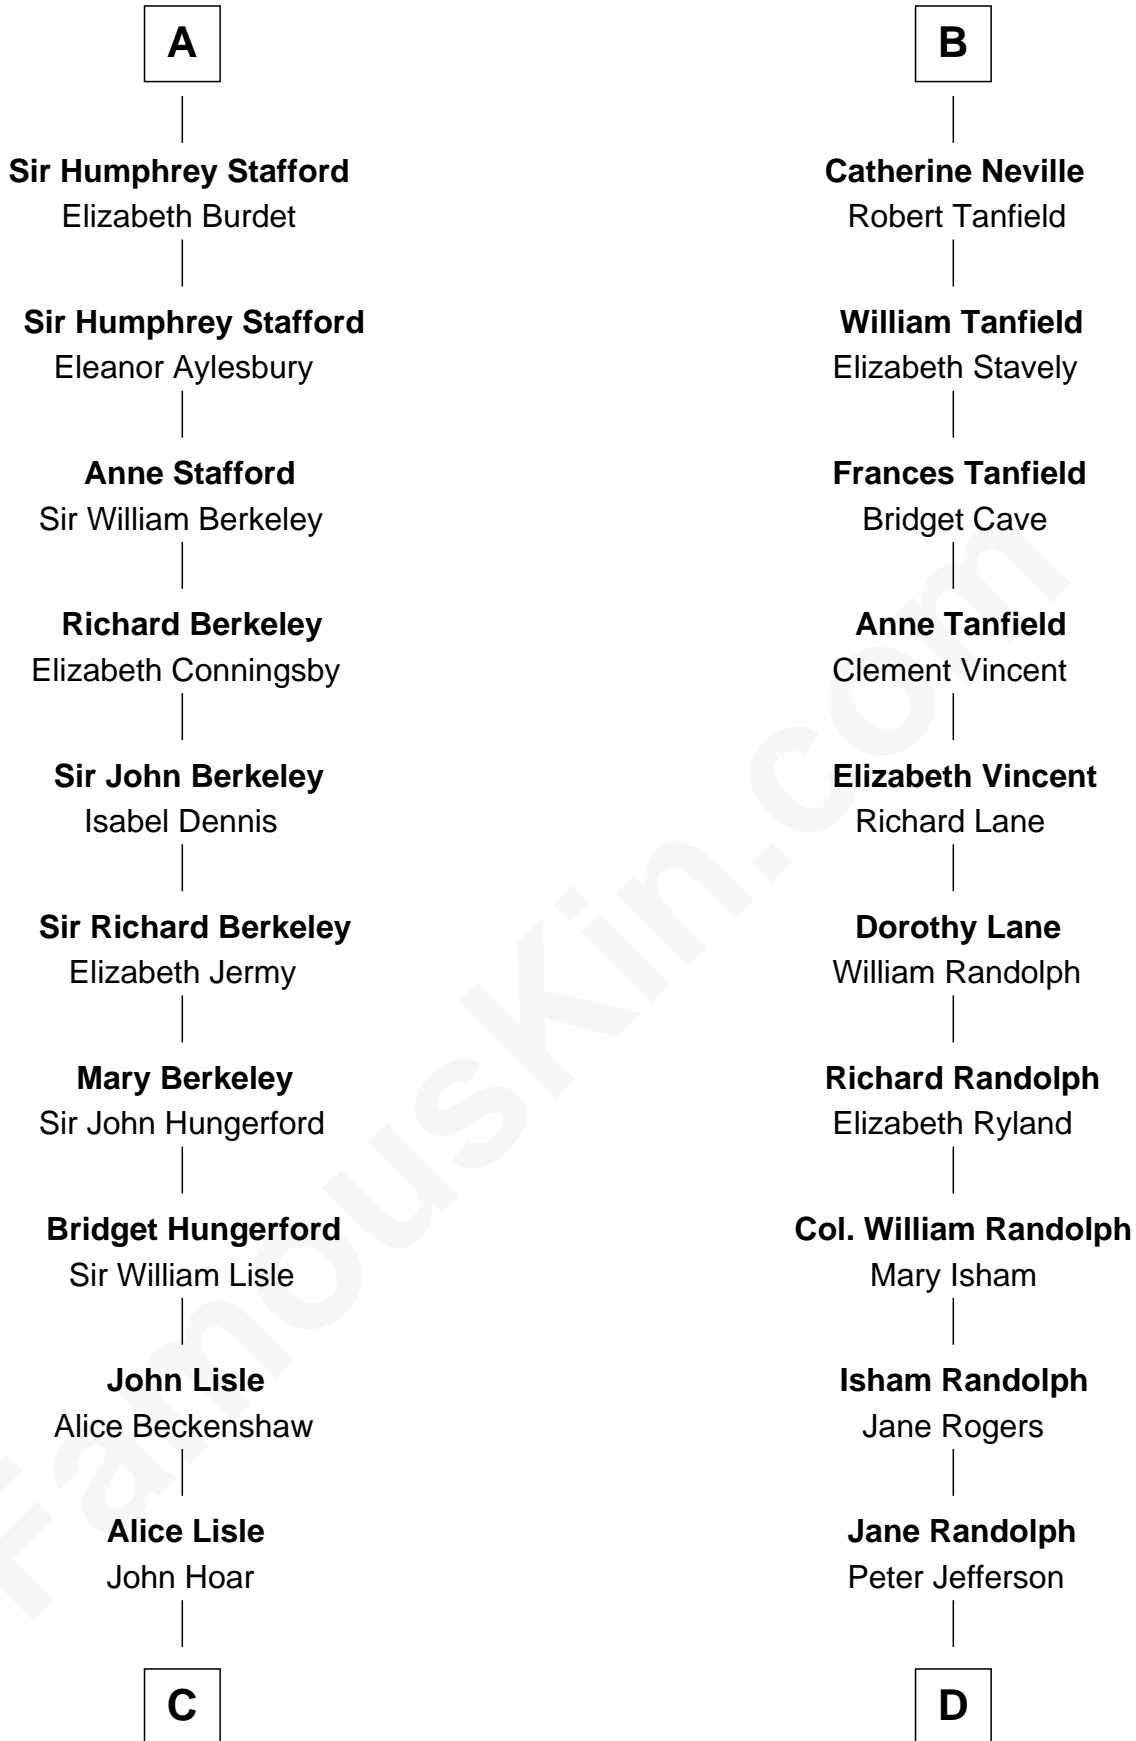 A
Sir Humphrey Stafford
Elizabeth Burdet
Sir Humphrey Stafford
Eleanor Aylesbury
Anne Stafford
Sir William Berkeley
Richard Berkeley
Elizabeth Conningsby
Sir John Berkeley
Isabel Dennis
Sir Richard Berkeley
Elizabeth Jermy
Mary Berkeley
Sir John Hungerford
Bridget Hungerford
Sir William Lisle
John Lisle
Alice Beckenshaw
Alice Lisle
John Hoar
C
B
Catherine Neville
Robert Tanfield
William Tanfield
Elizabeth Stavely
Frances Tanfield
Bridget Cave
Anne Tanfield
Clement Vincent
Elizabeth Vincent
Richard Lane
Dorothy Lane
William Randolph
Richard Randolph
Elizabeth Ryland
Col. William Randolph
Mary Isham
Isham Randolph
Jane Rogers
Jane Randolph
Peter Jefferson
D
FamousKin.com